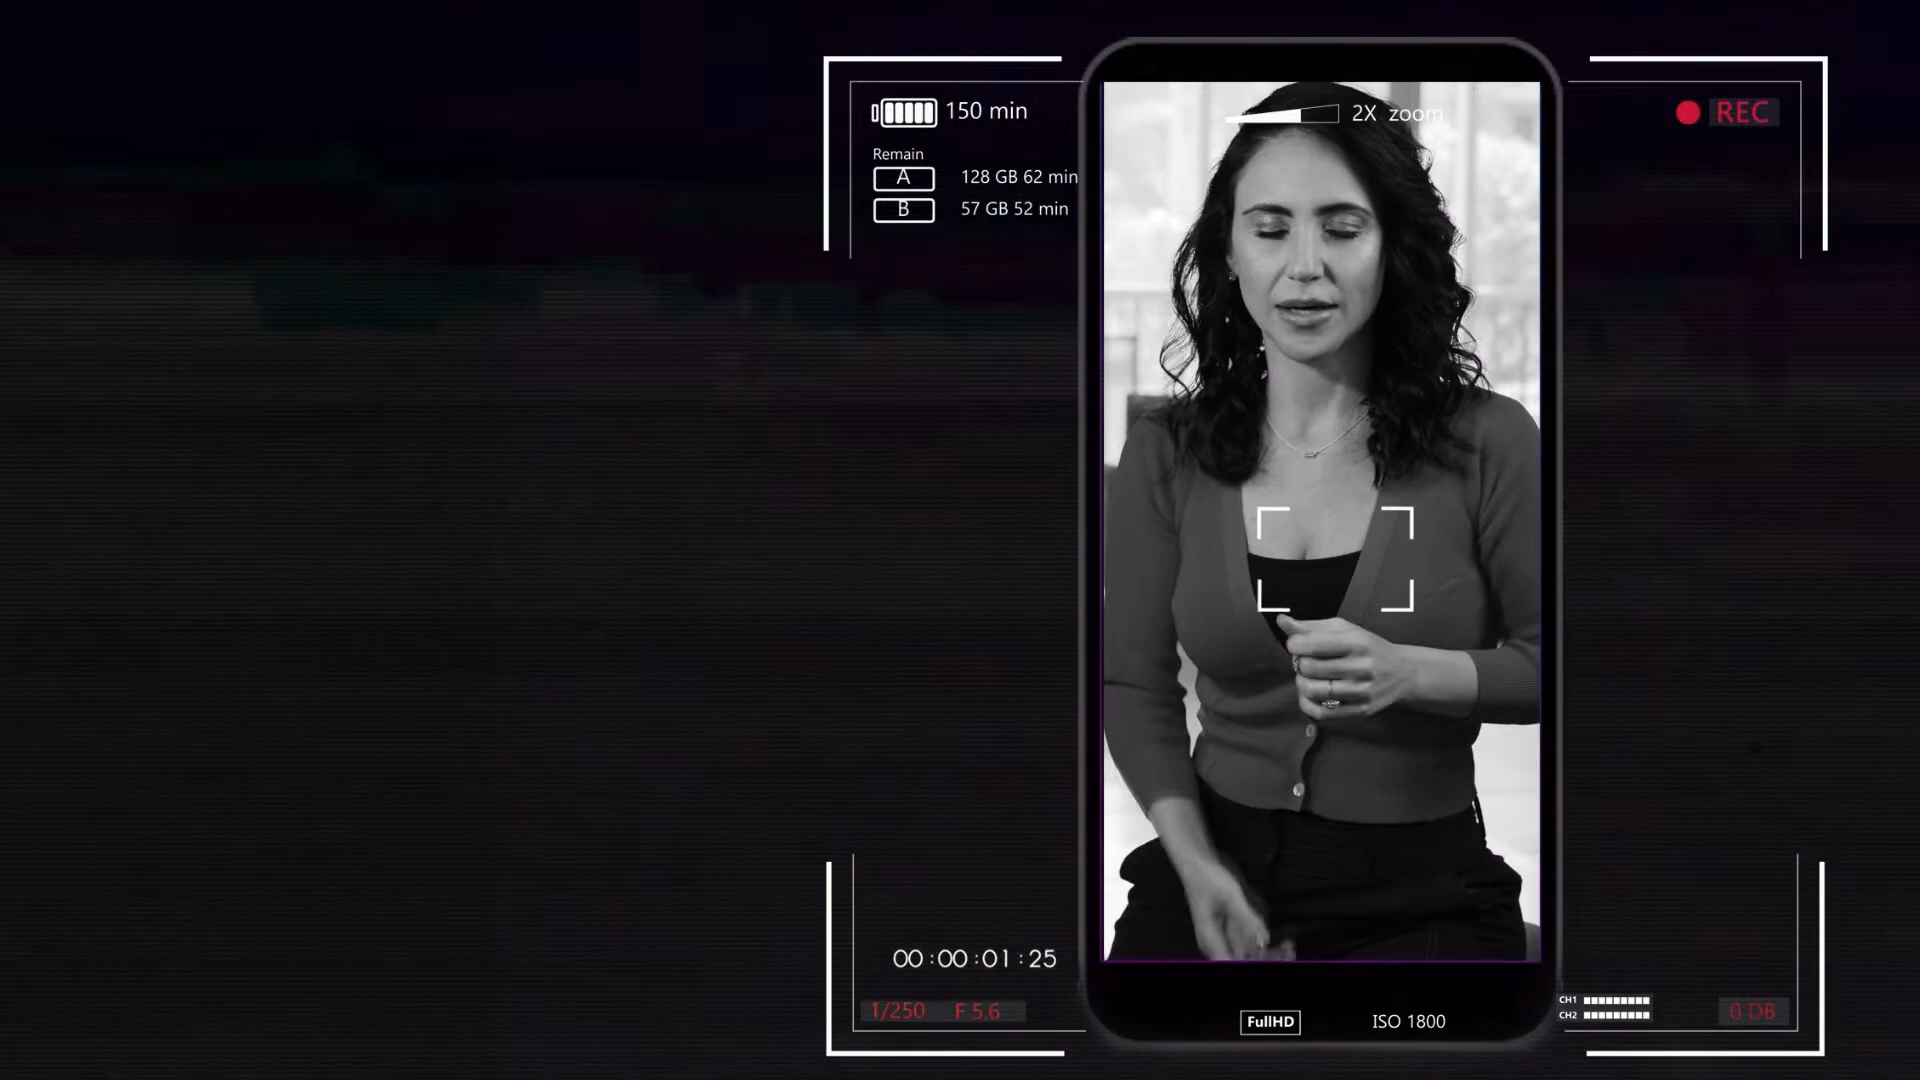 150 min
2X zoom
REC
Remain
A 128 GB 62 min
B 57 GB 52 min
00:00:01:25
1/250 F 5.6
FullHD
ISO 1800
CH1
CH2
0 DB